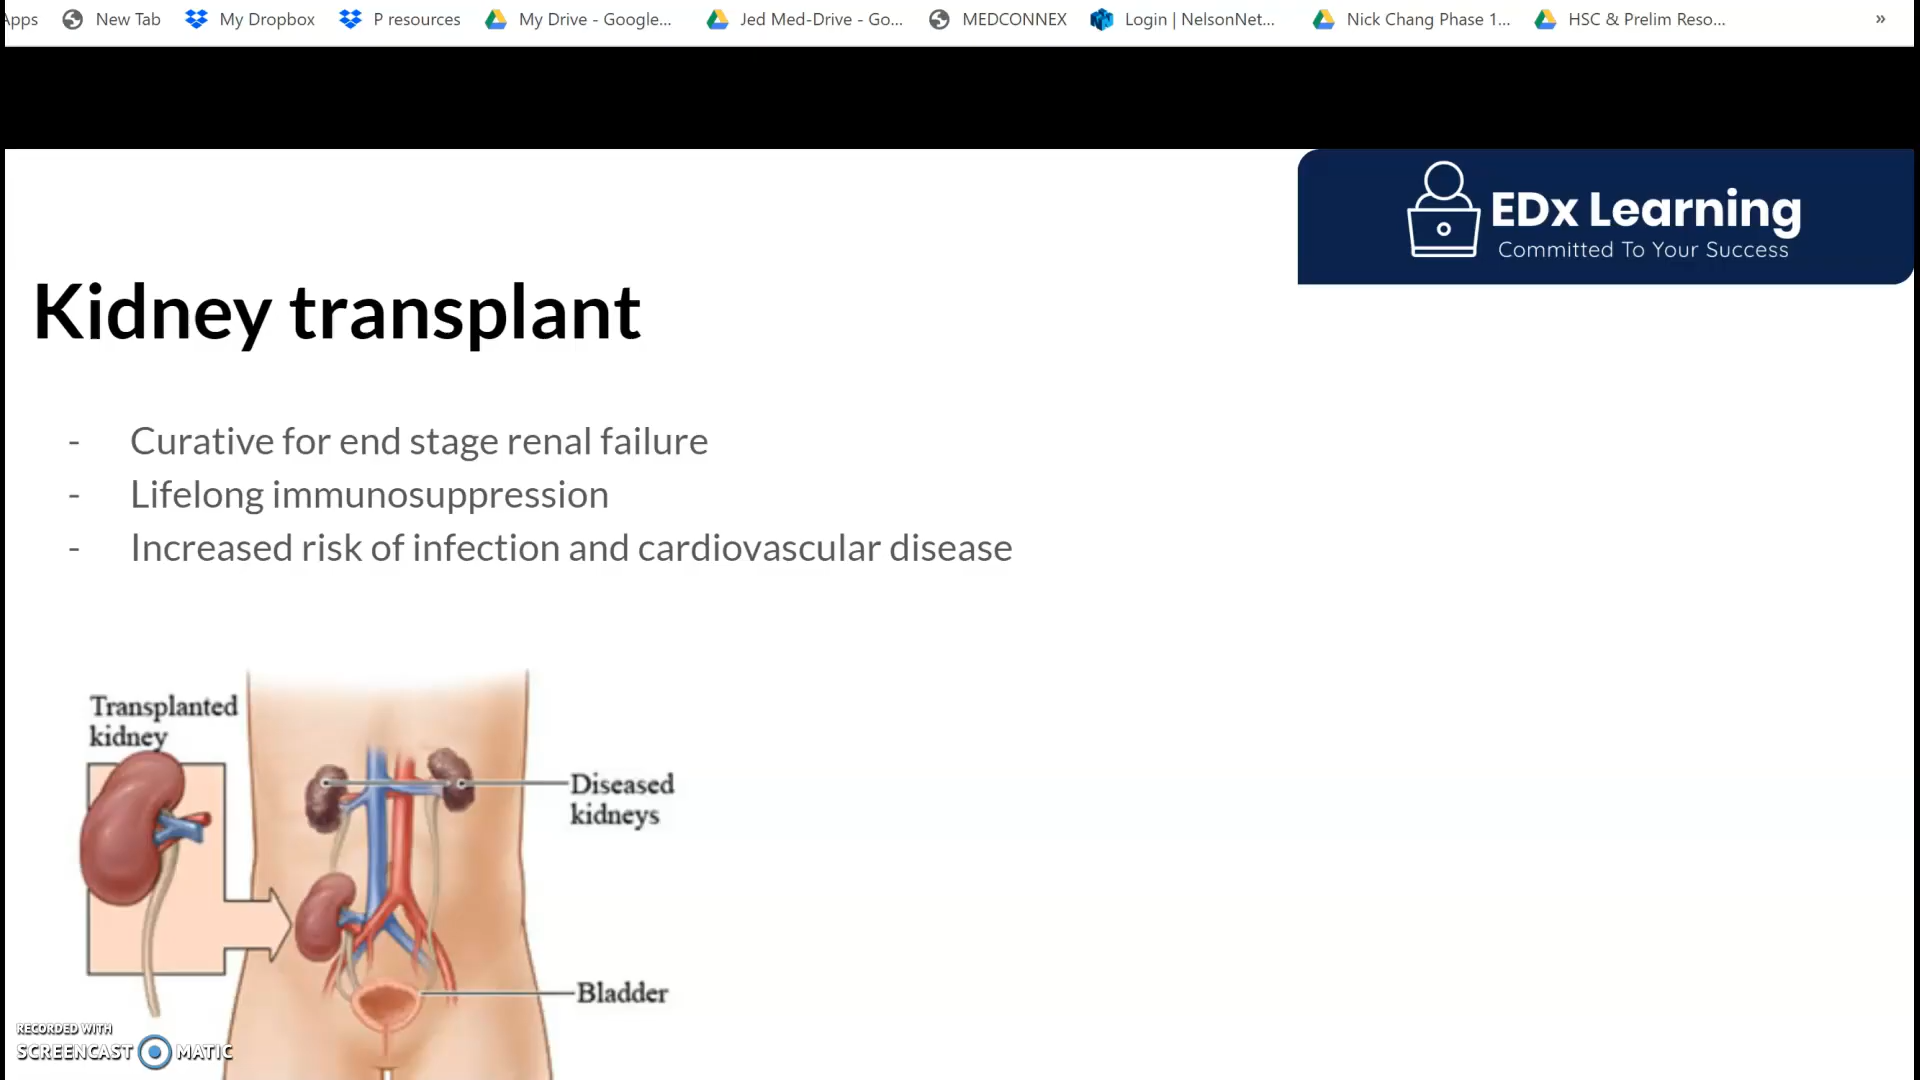 Apps New Tab My Dropbox P resources My Drive - Google... Jed Med-Drive - Go... MEDCONNEX Login | NelsonNet... Nick Chang Phase 1... HSC & Prelim Reso... »
EDx Learning
Committed To Your Success
Kidney transplant
- Curative for end stage renal failure
- Lifelong immunosuppression
- Increased risk of infection and cardiovascular disease
Transplanted
kidney
Diseased
kidneys
Bladder
RECORDED WITH
SCREENCAST MATIC